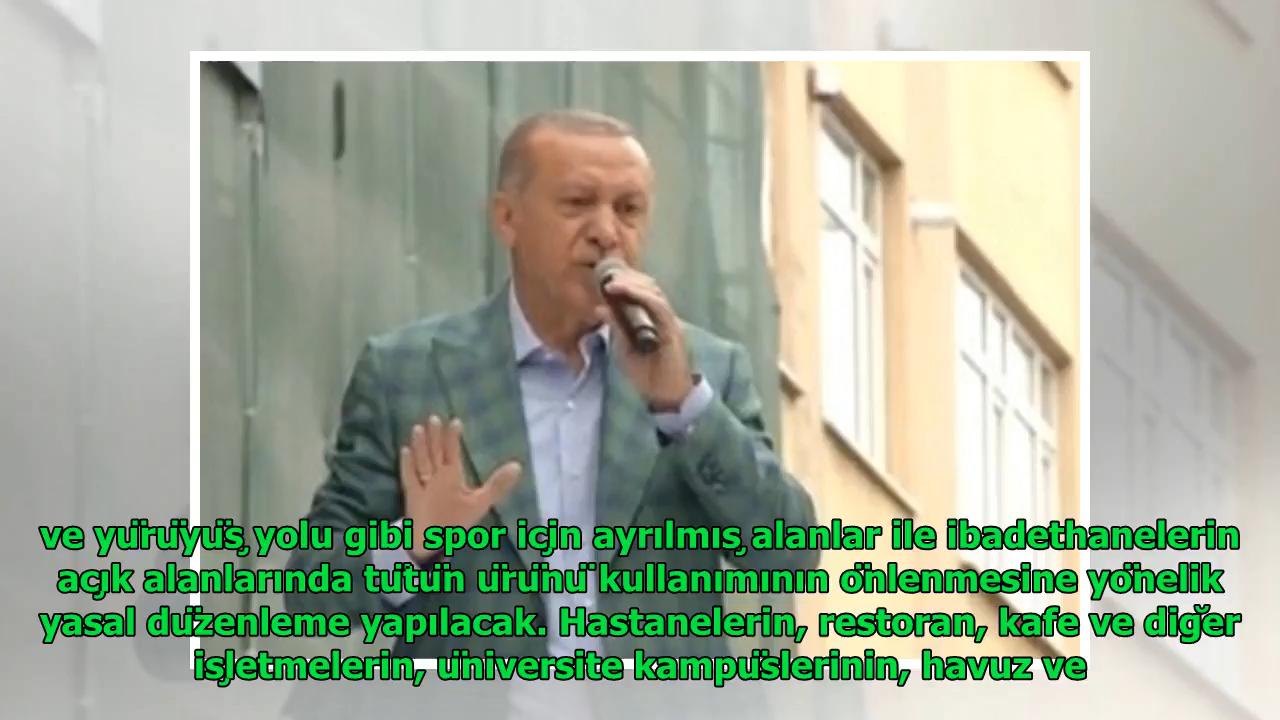 ve yürüyüş yolu gibi spor için ayrılmış alanlar ile ibadethanelerin
açık alanlarında tütün ürünü kullanımının önlenmesine yönelik
yasal düzenleme yapılacak. Hastanelerin, restoran, kafe ve diğer
işletmelerin, üniversite kampüslerinin, havuz ve